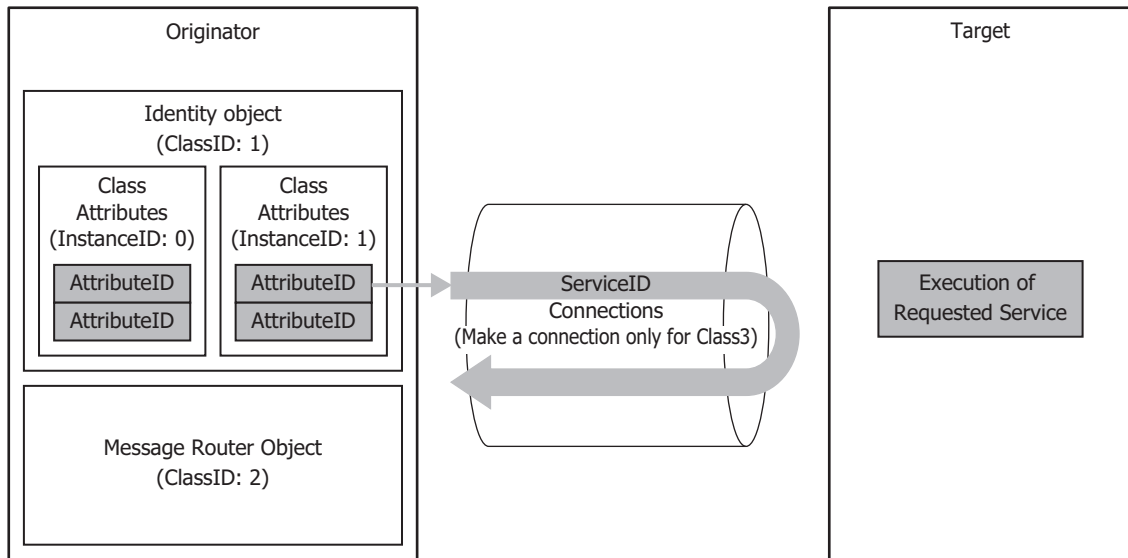 Originator
Identity object
(ClassID: 1)
Class
Attributes
(InstanceID: 0)
AttributeID
AttributeID
Class
Attributes
(InstanceID: 1)
AttributeID
AttributeID
Message Router Object
(ClassID: 2)
ServiceID
Connections
(Make a connection only for Class3)
Target
Execution of
Requested Service